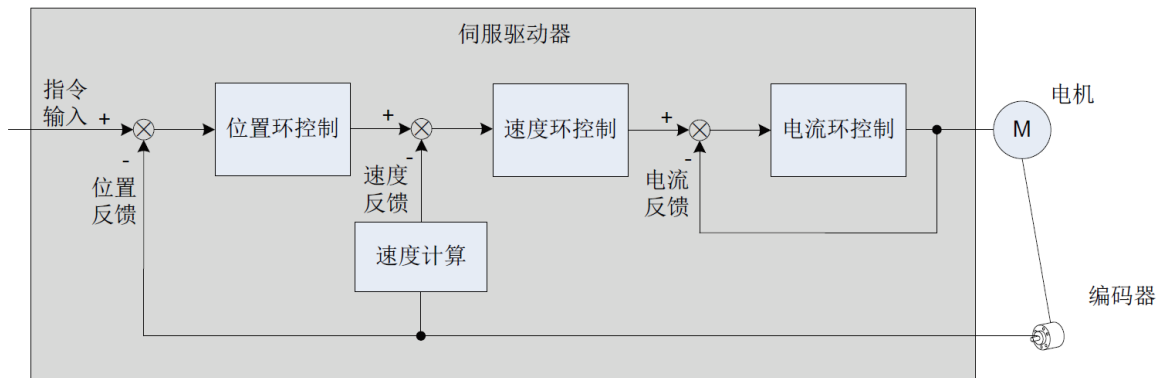 伺服驱动器
指令
输入
+
-
位置
反馈
位置环控制
+
-
速度
反馈
速度计算
速度环控制
+
-
电流
反馈
电流环控制
电机
M
编码器